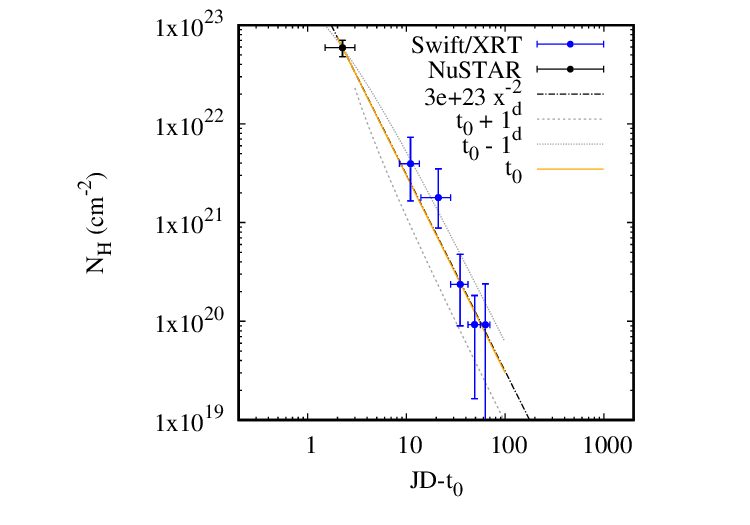 1x10^23
1x10^22
1x10^21
1x10^20
1x10^19
N_H (cm^-2)
Swift/XRT
NuSTAR
3e+23 x^-2
t_0 + 1^d
t_0 - 1^d
t_0
1 10 100 1000
JD-t_0